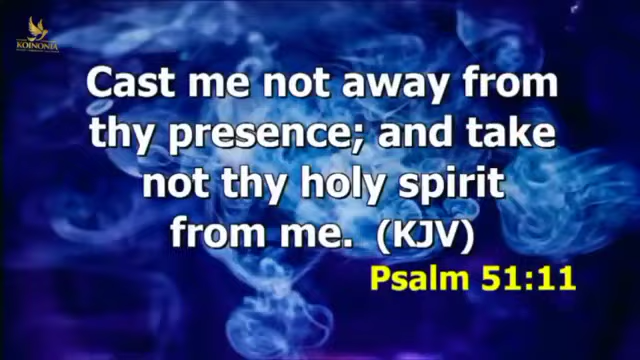 KOINONIA
Cast me not away from
thy presence; and take
not thy holy spirit
from me. (KJV)
Psalm 51:11